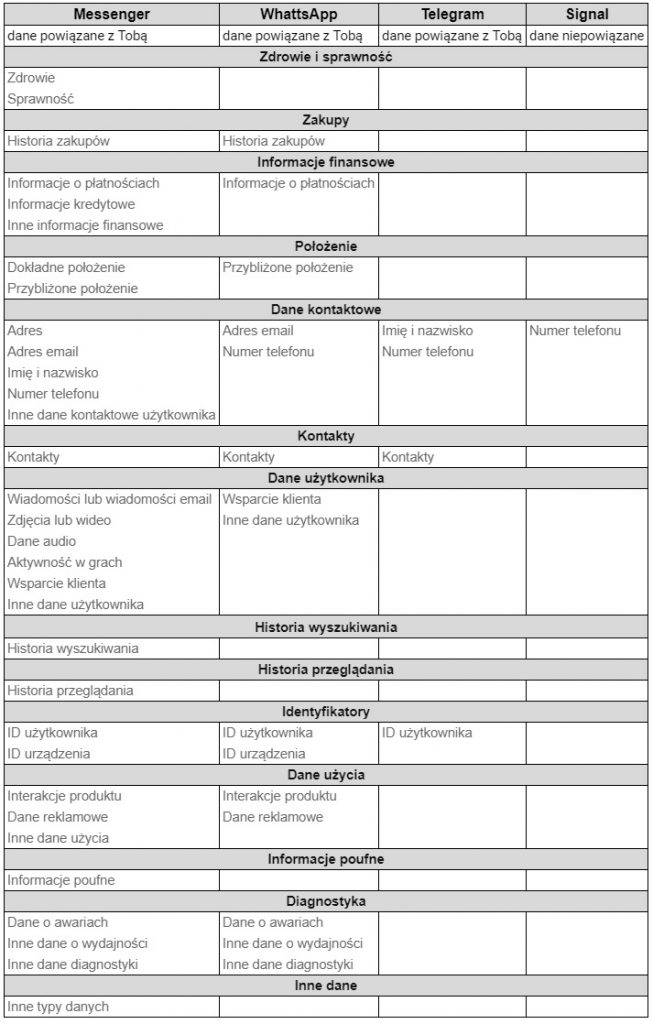 Messenger WhattsApp Telegram Signal
dane powiązane z Tobą dane powiązane z Tobą dane powiązane z Tobą dane niepowiązane
Zdrowie i sprawność
Zdrowie
Sprawność
Zakupy
Historia zakupów Historia zakupów
Informacje finansowe
Informacje o płatnościach Informacje o płatnościach
Informacje kredytowe
Inne informacje finansowe
Położenie
Dokładne położenie Przybliżone położenie
Przybliżone położenie
Dane kontaktowe
Adres Adres email Imię i nazwisko Numer telefonu
Adres email Numer telefonu Numer telefonu
Imię i nazwisko
Numer telefonu
Inne dane kontaktowe użytkownika
Kontakty
Kontakty Kontakty Kontakty
Dane użytkownika
Wiadomości lub wiadomości email Wsparcie klienta
Zdjęcia lub wideo Inne dane użytkownika
Dane audio
Aktywność w grach
Wsparcie klienta
Inne dane użytkownika
Historia wyszukiwania
Historia wyszukiwania
Historia przeglądania
Historia przeglądania
Identyfikatory
ID użytkownika ID użytkownika ID użytkownika
ID urządzenia ID urządzenia
Dane użycia
Interakcje produktu Interakcje produktu
Dane reklamowe Dane reklamowe
Inne dane użycia
Informacje poufne
Informacje poufne
Diagnostyka
Dane o awariach Dane o awariach
Inne dane o wydajności Inne dane o wydajności
Inne dane diagnostyki Inne dane diagnostyki
Inne dane
Inne typy danych